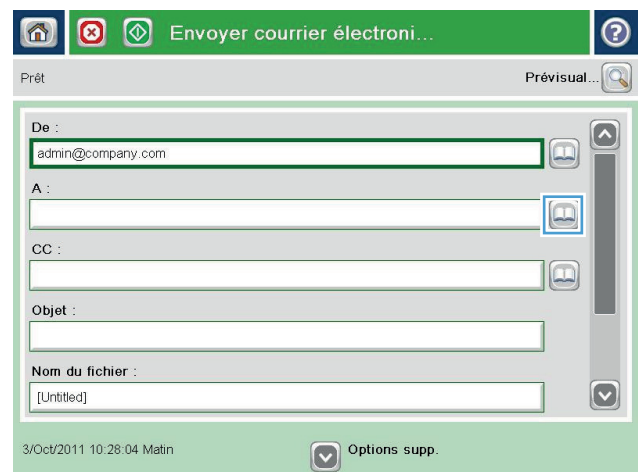 Envoyer courrier électroni...
Prêt
Prévisual...
De :
admin@company.com
A :
CC :
Objet :
Nom du fichier :
[Untitled]
3/Oct/2011 10:28:04 Matin
Options supp.